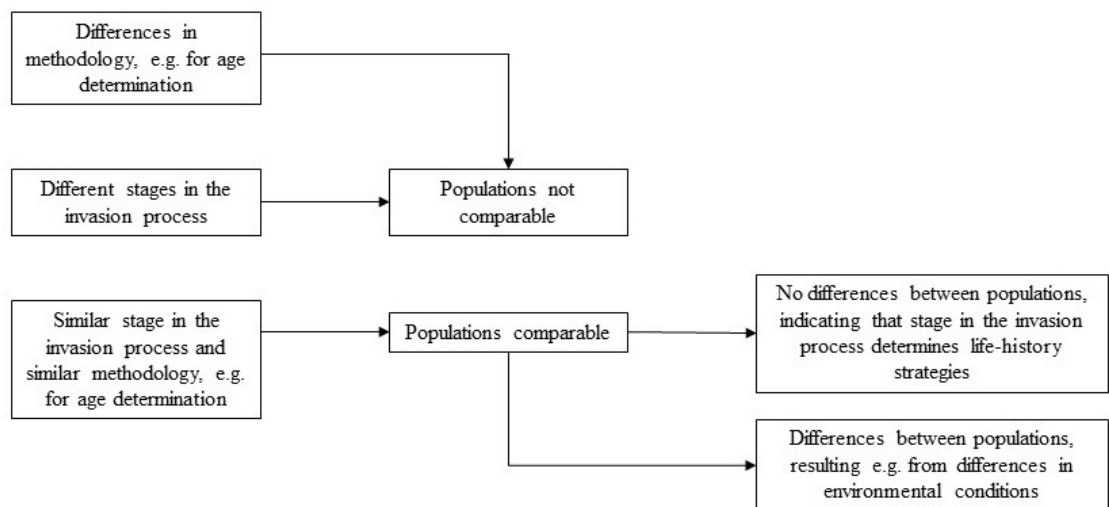 Differences in
methodology, e.g. for age
determination
Different stages in the
invasion process
Populations not
comparable
Similar stage in the
invasion process and
similar methodology, e.g.
for age determination
Populations comparable
No differences between populations,
indicating that stage in the invasion
process determines life-history
strategies
Differences between populations,
resulting e.g. from differences in
environmental conditions